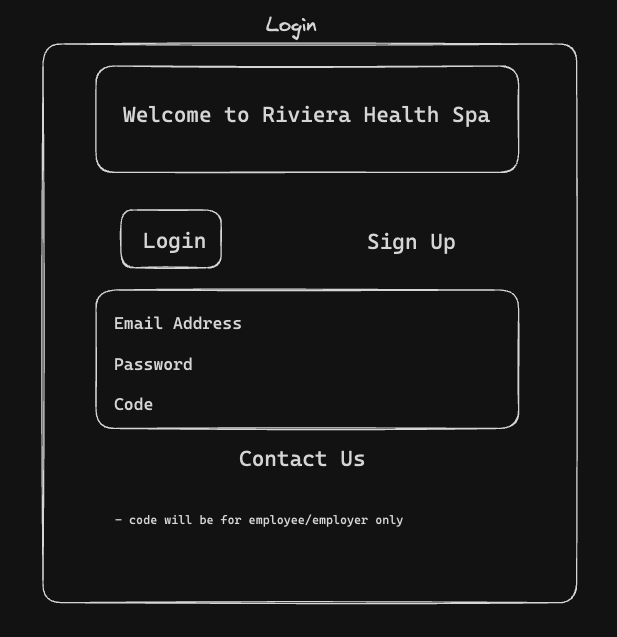 Login
Welcome to Riviera Health Spa
Login
Sign Up
Email Address
Password
Code
Contact Us
- code will be for employee/employer only